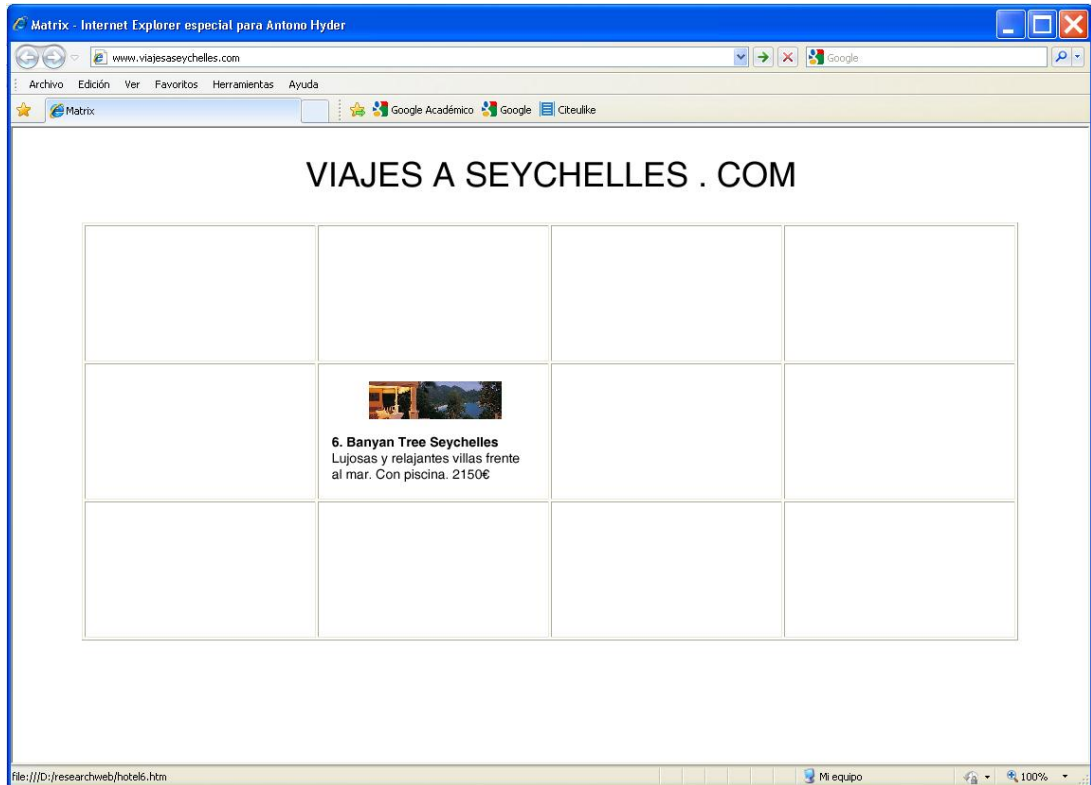 Matrix - Internet Explorer especial para Antono Hyder
www.viajesaseychelles.com
Google
Archivo Edición Ver Favoritos Herramientas Ayuda
Matrix
Google Académico Google Citeulike
VIAJES A SEYCHELLES . COM
6. Banyan Tree Seychelles
Lujosas y relajantes villas frente
al mar. Con piscina. 2150€
file:///D:/researchweb/hotel6.htm Mi equipo 100%